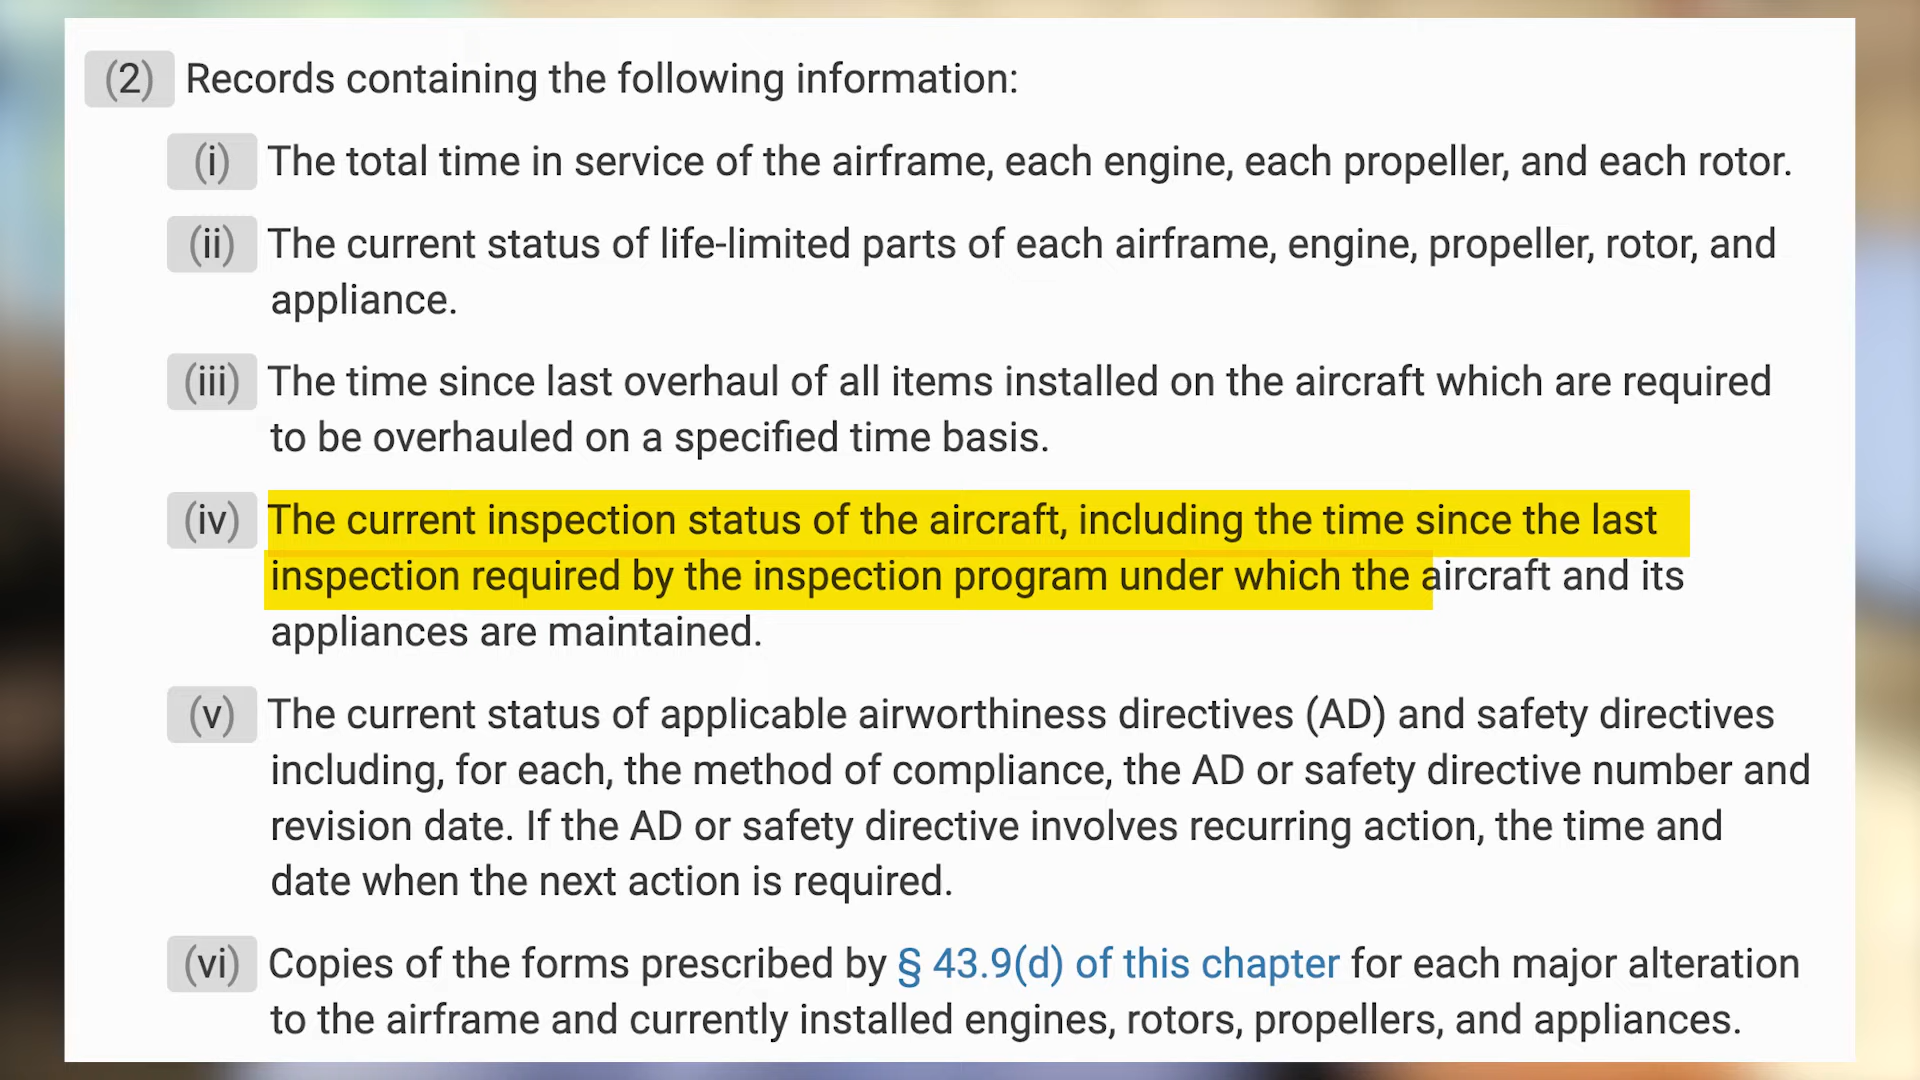 (2) Records containing the following information:
(i) The total time in service of the airframe, each engine, each propeller, and each rotor.
(ii) The current status of life-limited parts of each airframe, engine, propeller, rotor, and
appliance.
(iii) The time since last overhaul of all items installed on the aircraft which are required
to be overhauled on a specified time basis.
(iv) The current inspection status of the aircraft, including the time since the last
inspection required by the inspection program under which the aircraft and its
appliances are maintained.
(v) The current status of applicable airworthiness directives (AD) and safety directives
including, for each, the method of compliance, the AD or safety directive number and
revision date. If the AD or safety directive involves recurring action, the time and
date when the next action is required.
(vi) Copies of the forms prescribed by § 43.9(d) of this chapter for each major alteration
to the airframe and currently installed engines, rotors, propellers, and appliances.